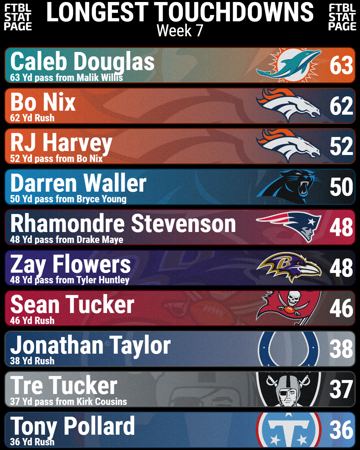 FTBL
STAT
PAGE
LONGEST TOUCHDOWNS
Week 7
FTBL
STAT
PAGE
Caleb Douglas
63 Yd pass from Malik Willis
63
Bo Nix
62 Yd Rush
62
RJ Harvey
52 Yd pass from Bo Nix
52
Darren Waller
50 Yd pass from Bryce Young
50
Rhamondre Stevenson
48 Yd pass from Drake Maye
48
Zay Flowers
48 Yd pass from Tyler Huntley
48
Sean Tucker
46 Yd Rush
46
Jonathan Taylor
38 Yd Rush
38
Tre Tucker
37 Yd pass from Kirk Cousins
37
Tony Pollard
36 Yd Rush
36